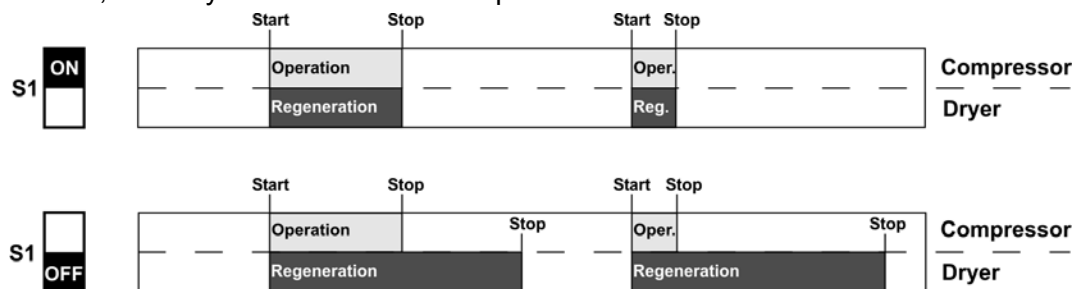 Start Stop Start Stop
S1 ON Operation Oper. Compressor
Regeneration Reg. Dryer
Start Stop Start Stop
S1 Operation Stop Oper. Stop Compressor
OFF Regeneration Regeneration Dryer